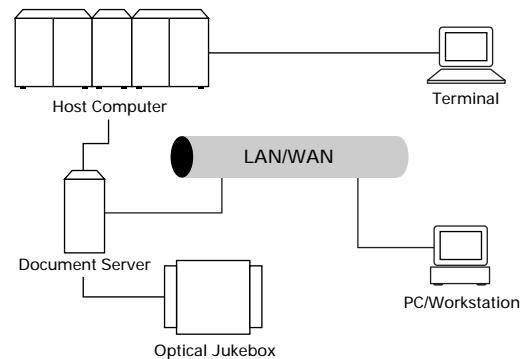 Host Computer
Terminal
LAN/WAN
Document Server
PC/Workstation
Optical Jukebox